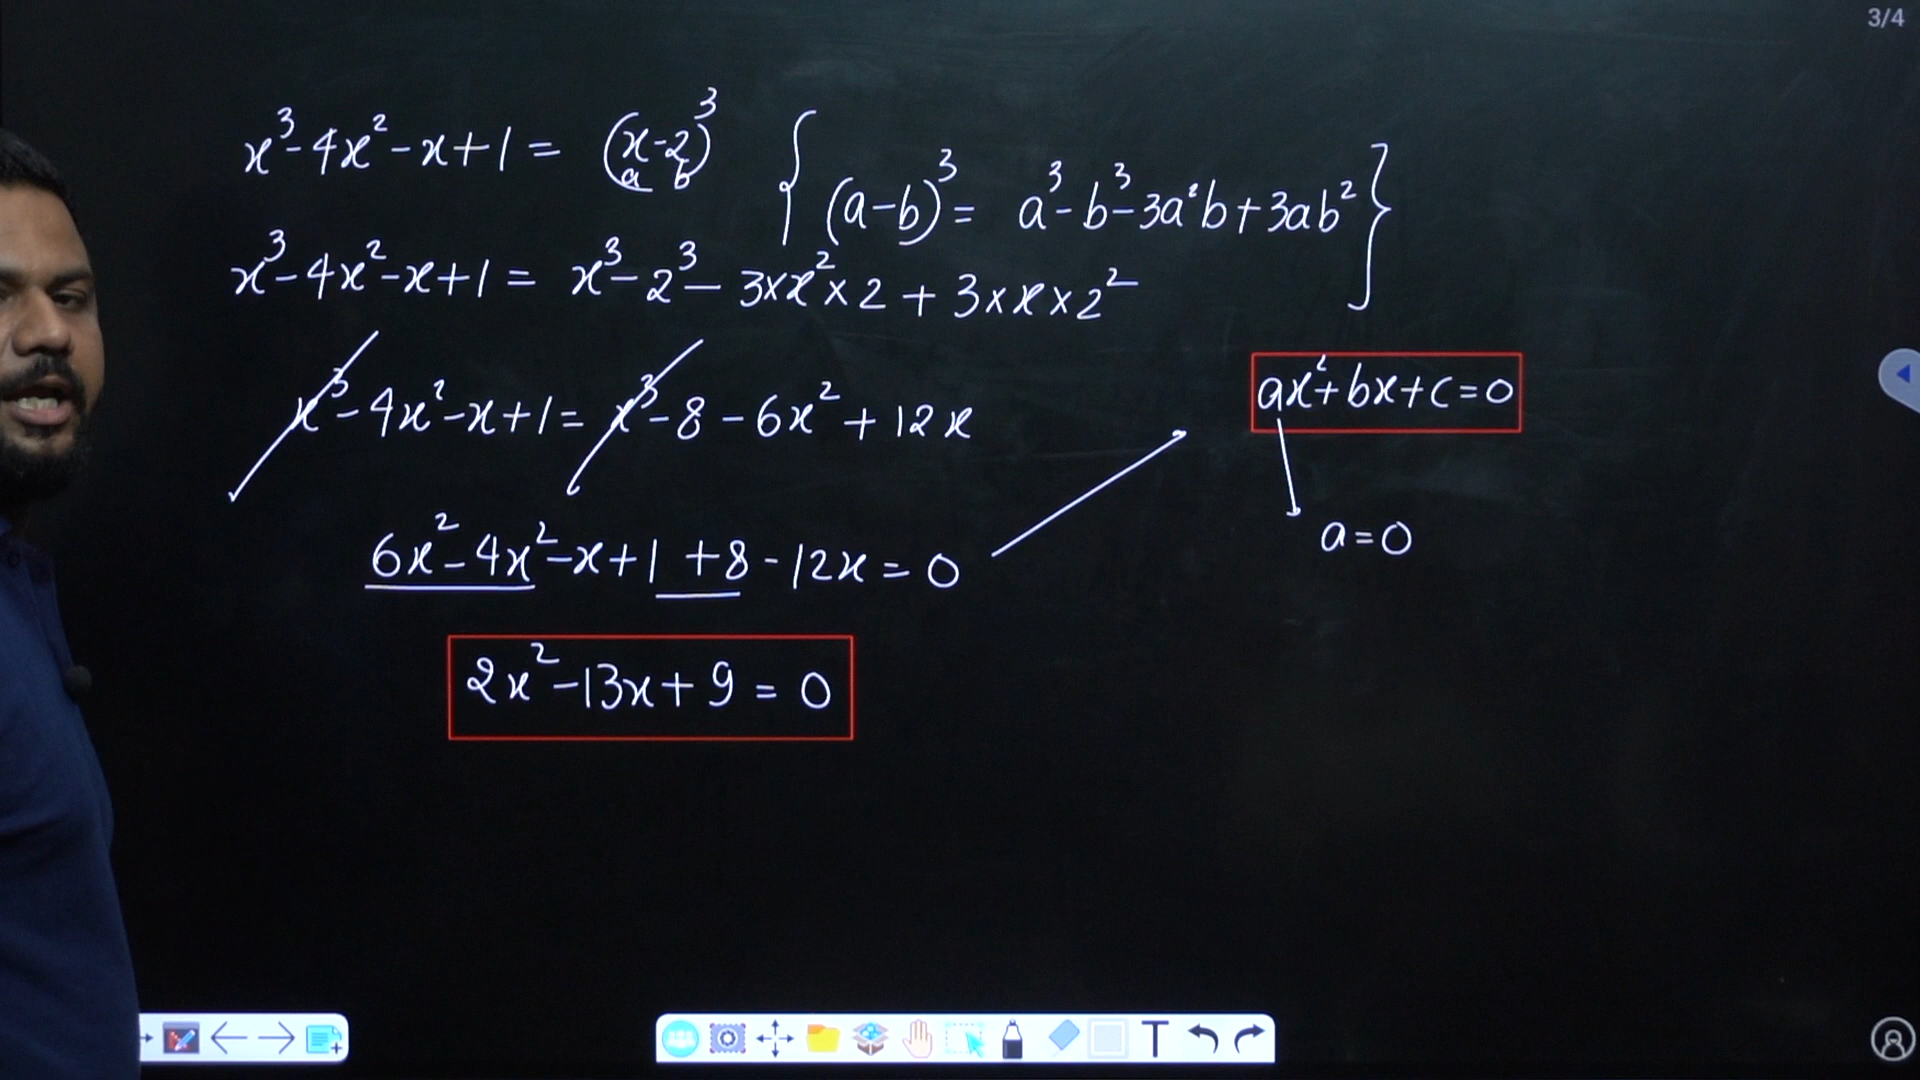 3/4
x³-4x²-x+1 = (x-2)³ { (a-b)³ = a³-b³-3a²b+3ab² }
a b
x³-4x²-x+1 = x³-2³-3×x²×2+3×x×2²
x³-4x²-x+1 = x³-8-6x²+12x
ax²+bx+c=0
a=0
6x²-4x²-x+1+8-12x=0
2x²-13x+9=0
T